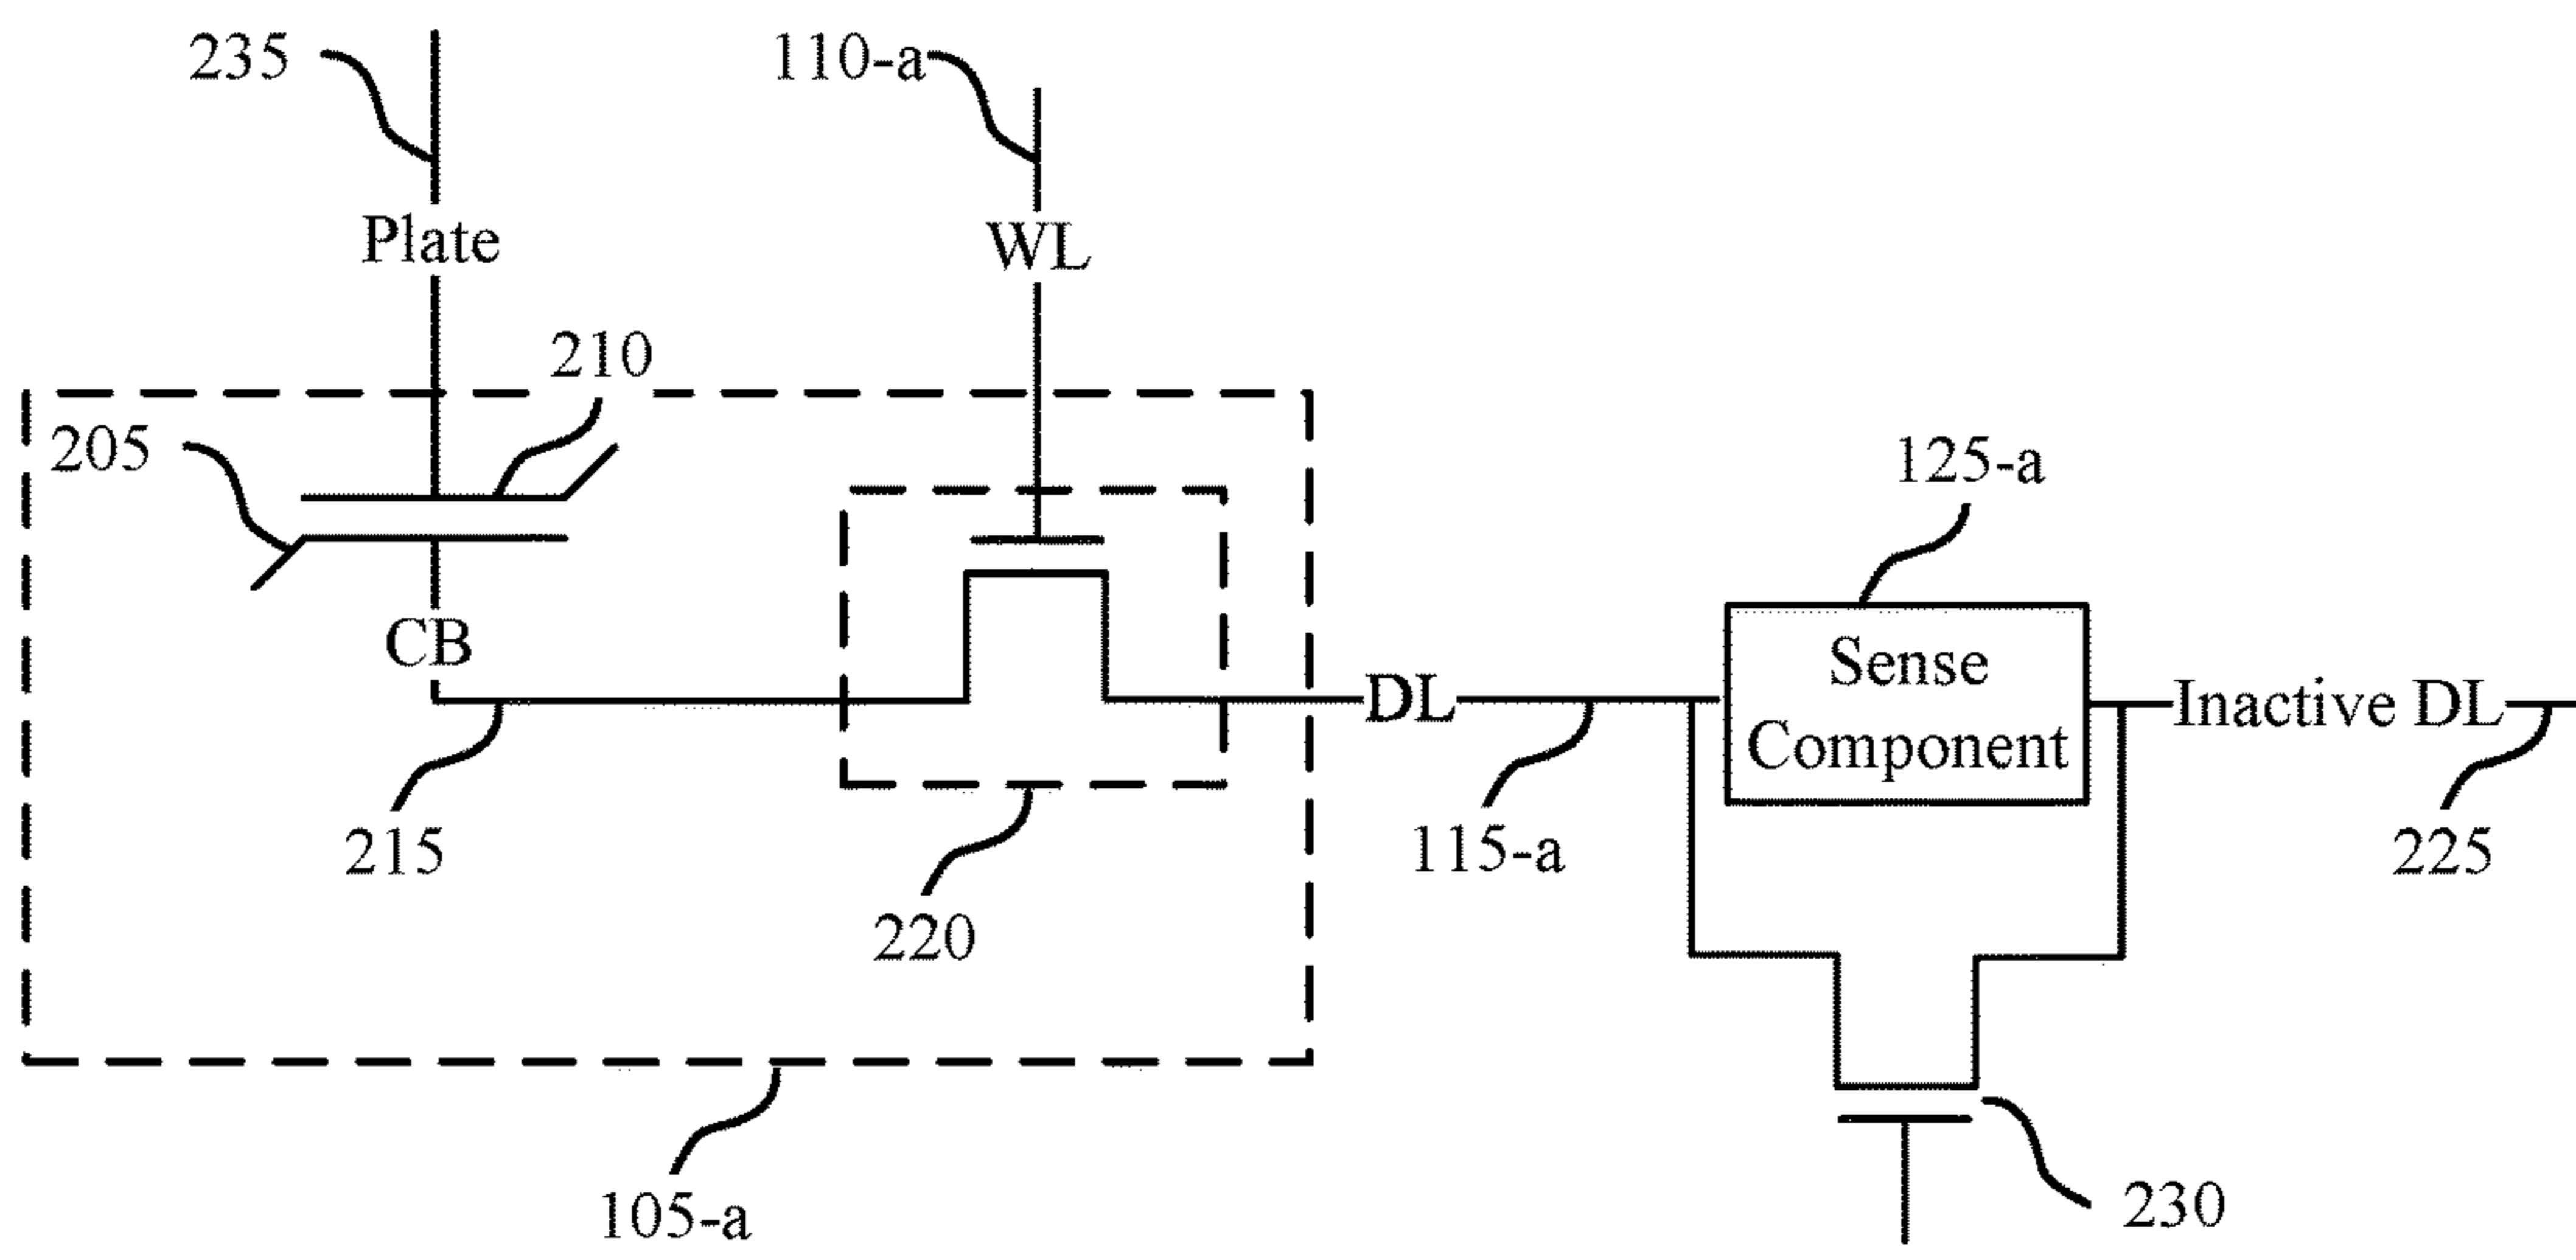 235
110-a
Plate
WL
210
205
125-a
CB
Sense
Component
DL
Inactive DL
215
115-a
225
220
105-a
230